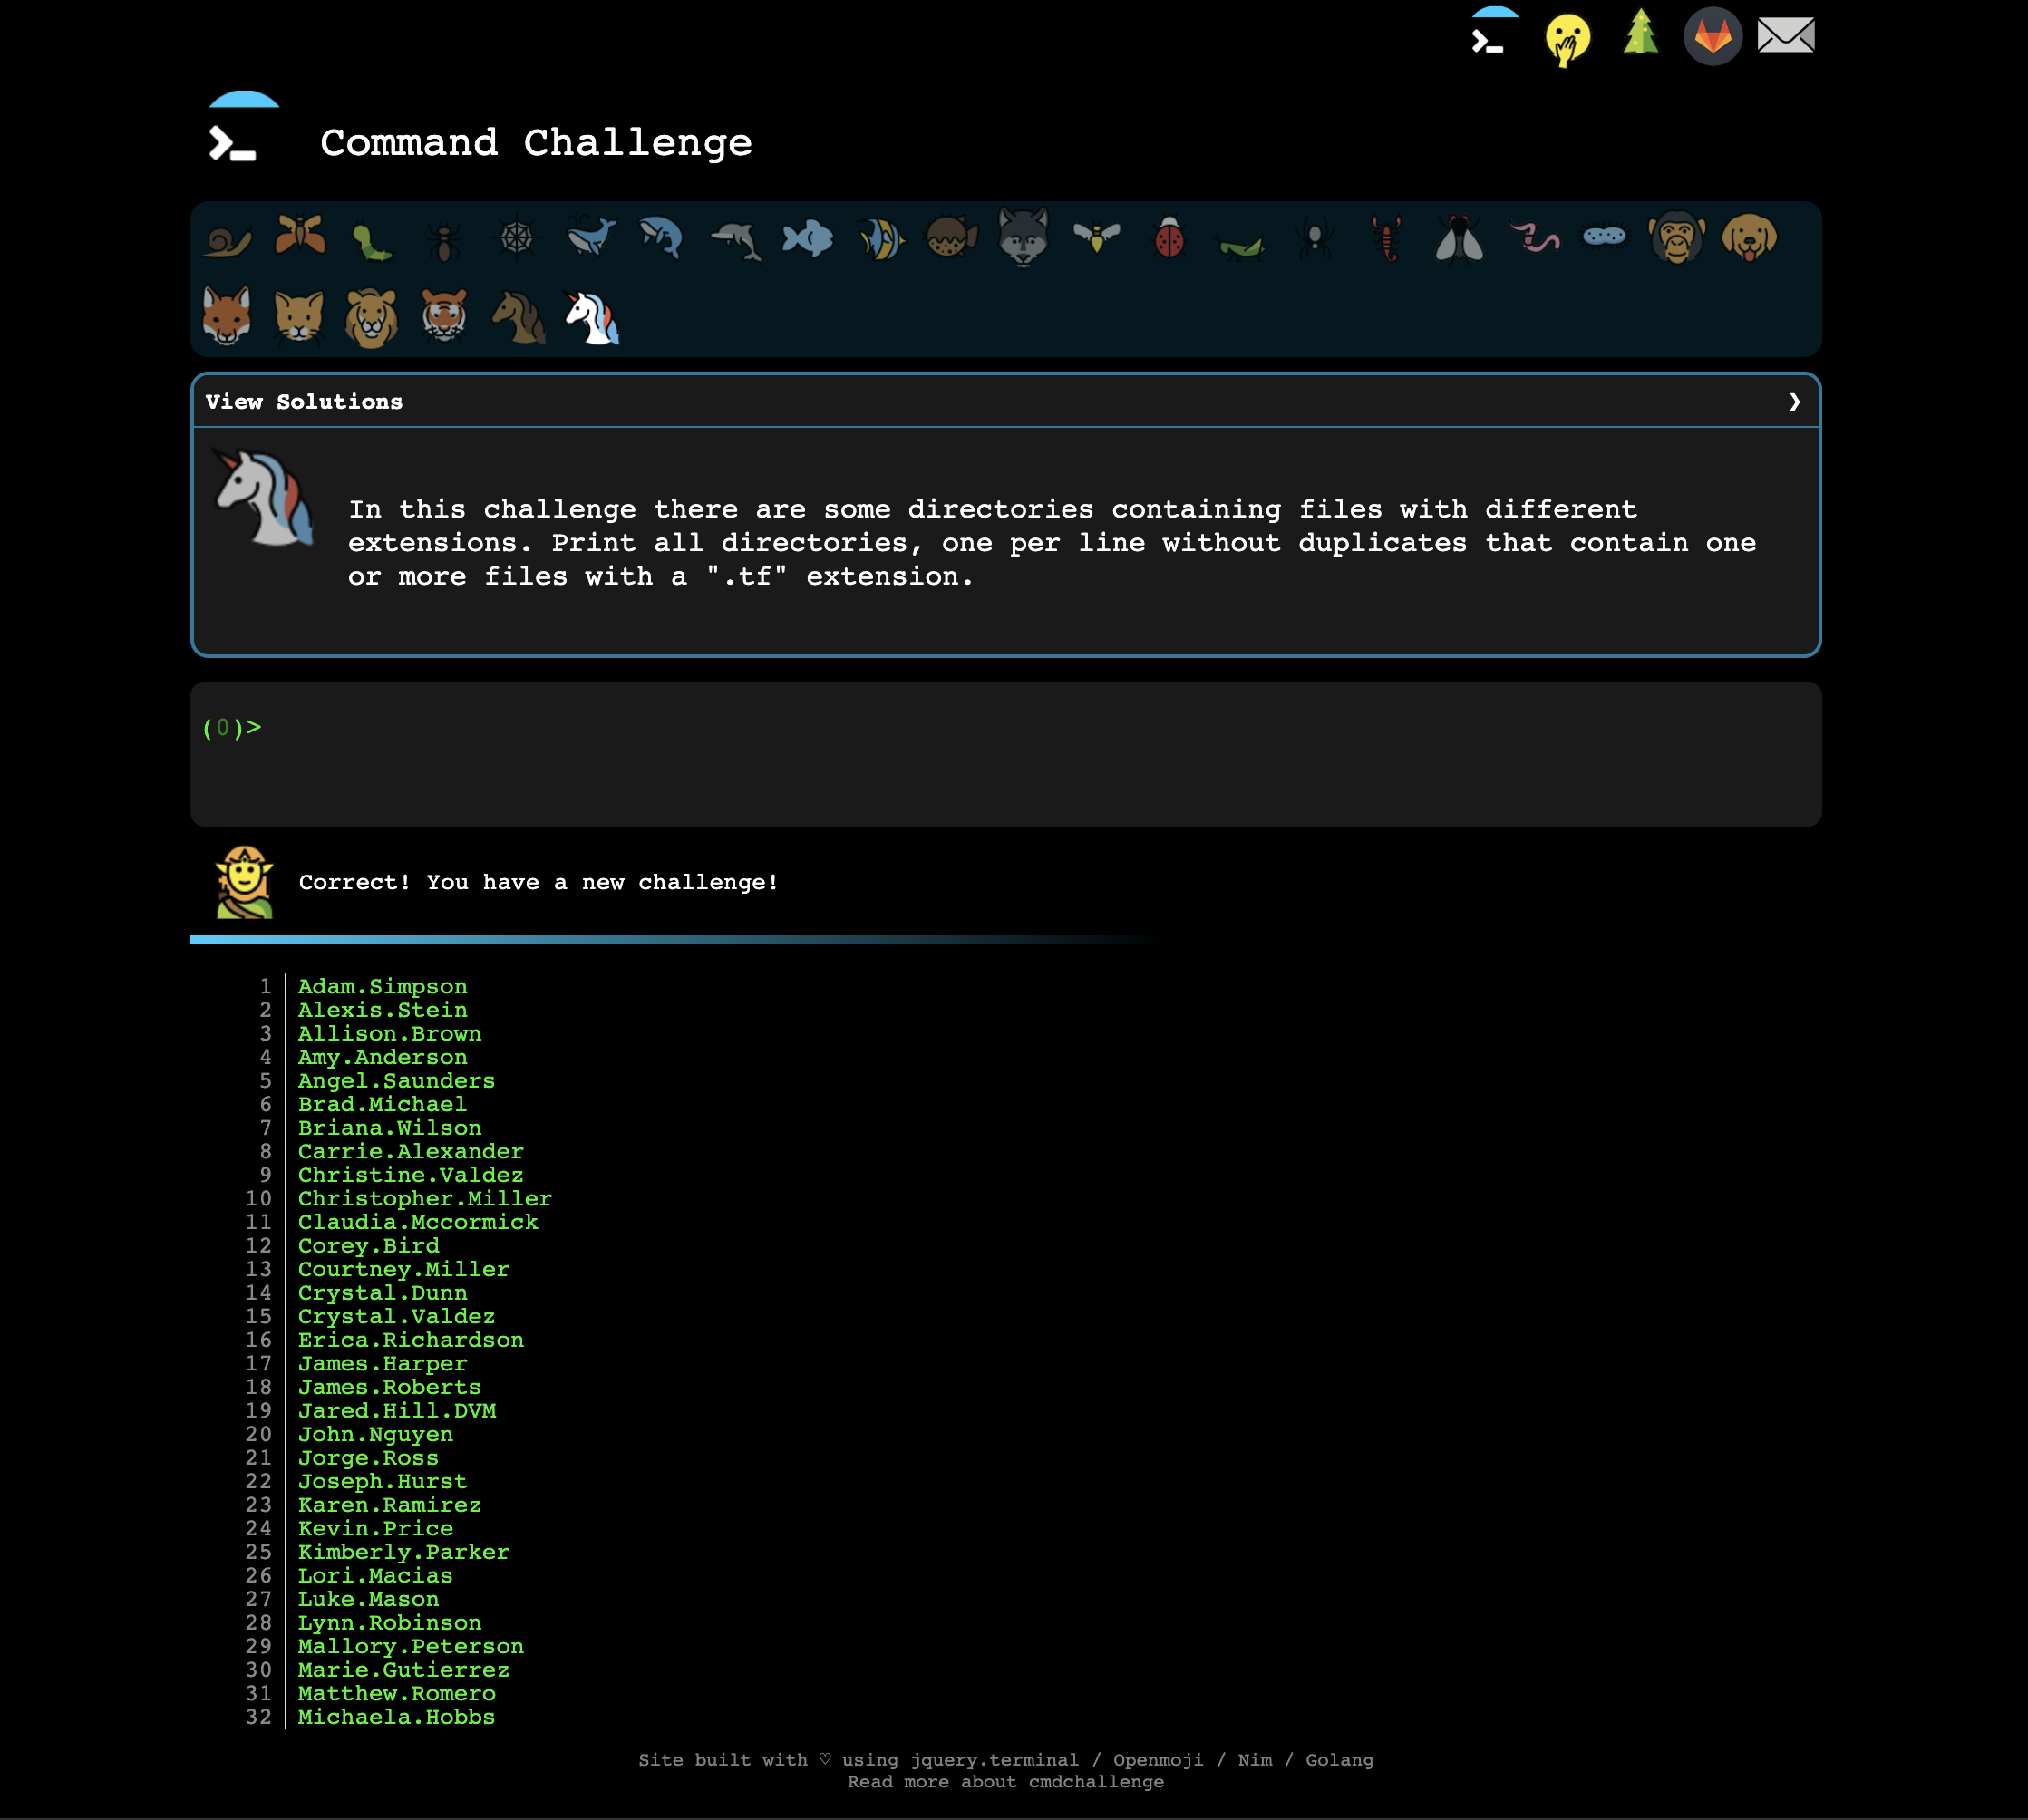 Command Challenge
View Solutions ❯
In this challenge there are some directories containing files with different
extensions. Print all directories, one per line without duplicates that contain one
or more files with a ".tf" extension.
(0)>
Correct! You have a new challenge!
1 Adam.Simpson
2 Alexis.Stein
3 Allison.Brown
4 Amy.Anderson
5 Angel.Saunders
6 Brad.Michael
7 Briana.Wilson
8 Carrie.Alexander
9 Christine.Valdez
10 Christopher.Miller
11 Claudia.Mccormick
12 Corey.Bird
13 Courtney.Miller
14 Crystal.Dunn
15 Crystal.Valdez
16 Erica.Richardson
17 James.Harper
18 James.Roberts
19 Jared.Hill.DVM
20 John.Nguyen
21 Jorge.Ross
22 Joseph.Hurst
23 Karen.Ramirez
24 Kevin.Price
25 Kimberly.Parker
26 Lori.Macias
27 Luke.Mason
28 Lynn.Robinson
29 Mallory.Peterson
30 Marie.Gutierrez
31 Matthew.Romero
32 Michaela.Hobbs
Site built with ♡ using jquery.terminal / Openmoji / Nim / Golang
Read more about cmdchallenge